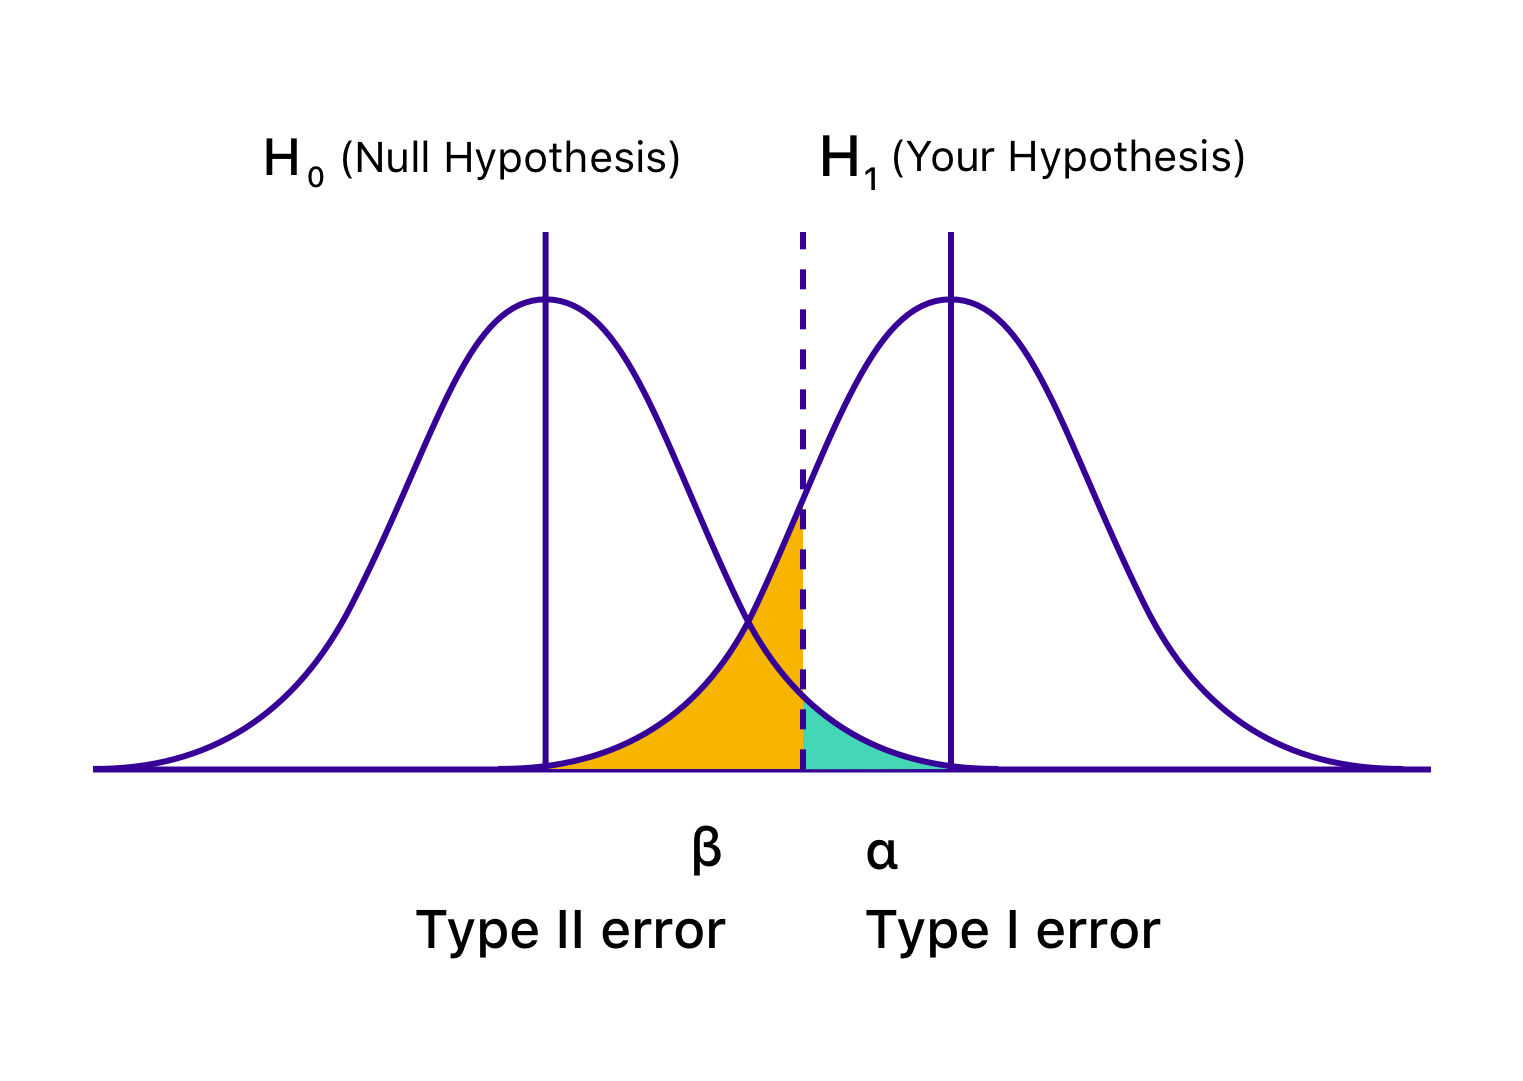 H₀ (Null Hypothesis)
H₁ (Your Hypothesis)
β
α
Type II error
Type I error